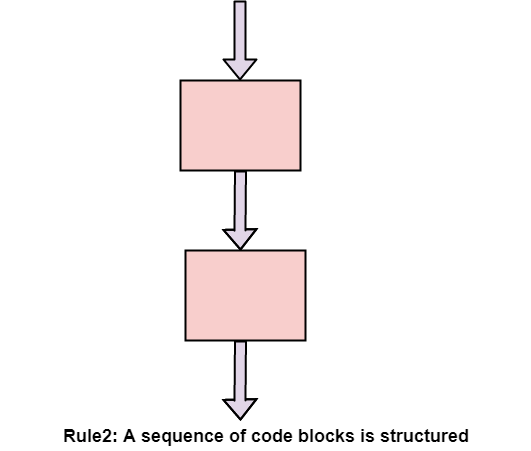 Rule2: A sequence of code blocks is structured